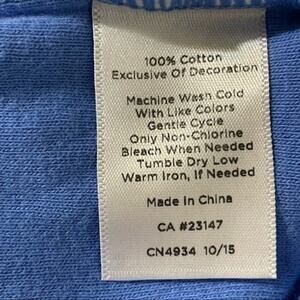 100% Cotton
Exclusive Of Decoration
Machine Wash Cold
With Like Colors
Gentle Cycle
Only Non-Chlorine
Bleach When Needed
Tumble Dry Low
Warm Iron, If Needed
Made in China
CA #23147
CN4934 10/15